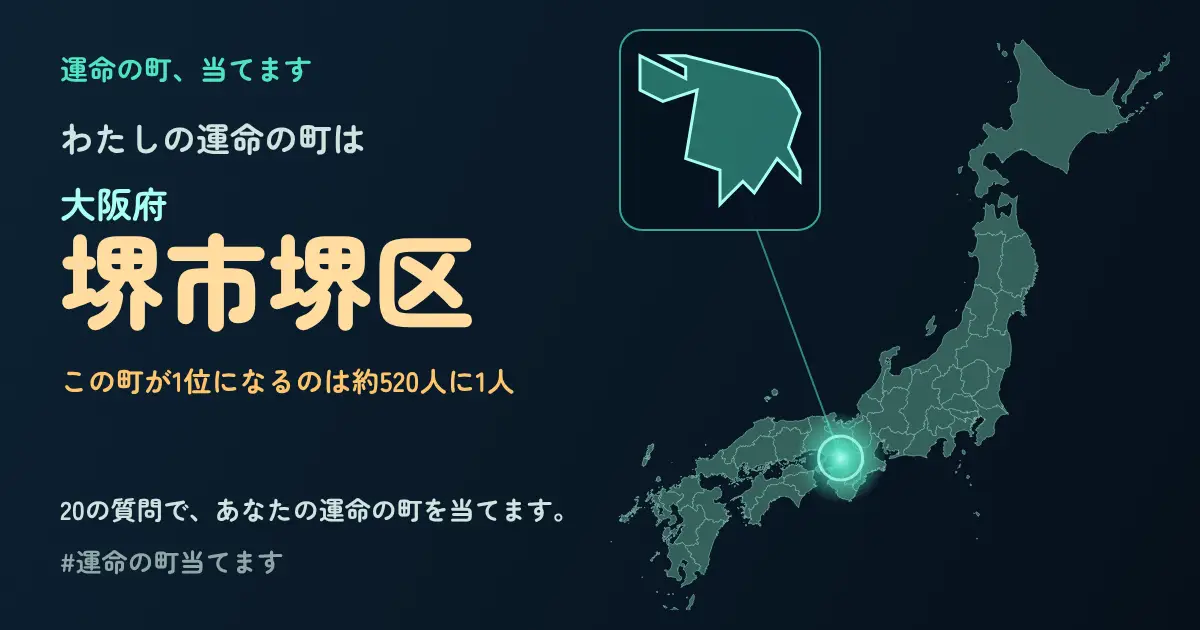 運命の町、当てます
わたしの運命の町は
大阪府
堺市堺区
この町が1位になるのは約520人に1人
20の質問で、あなたの運命の町を当てます。
#運命の町当てます